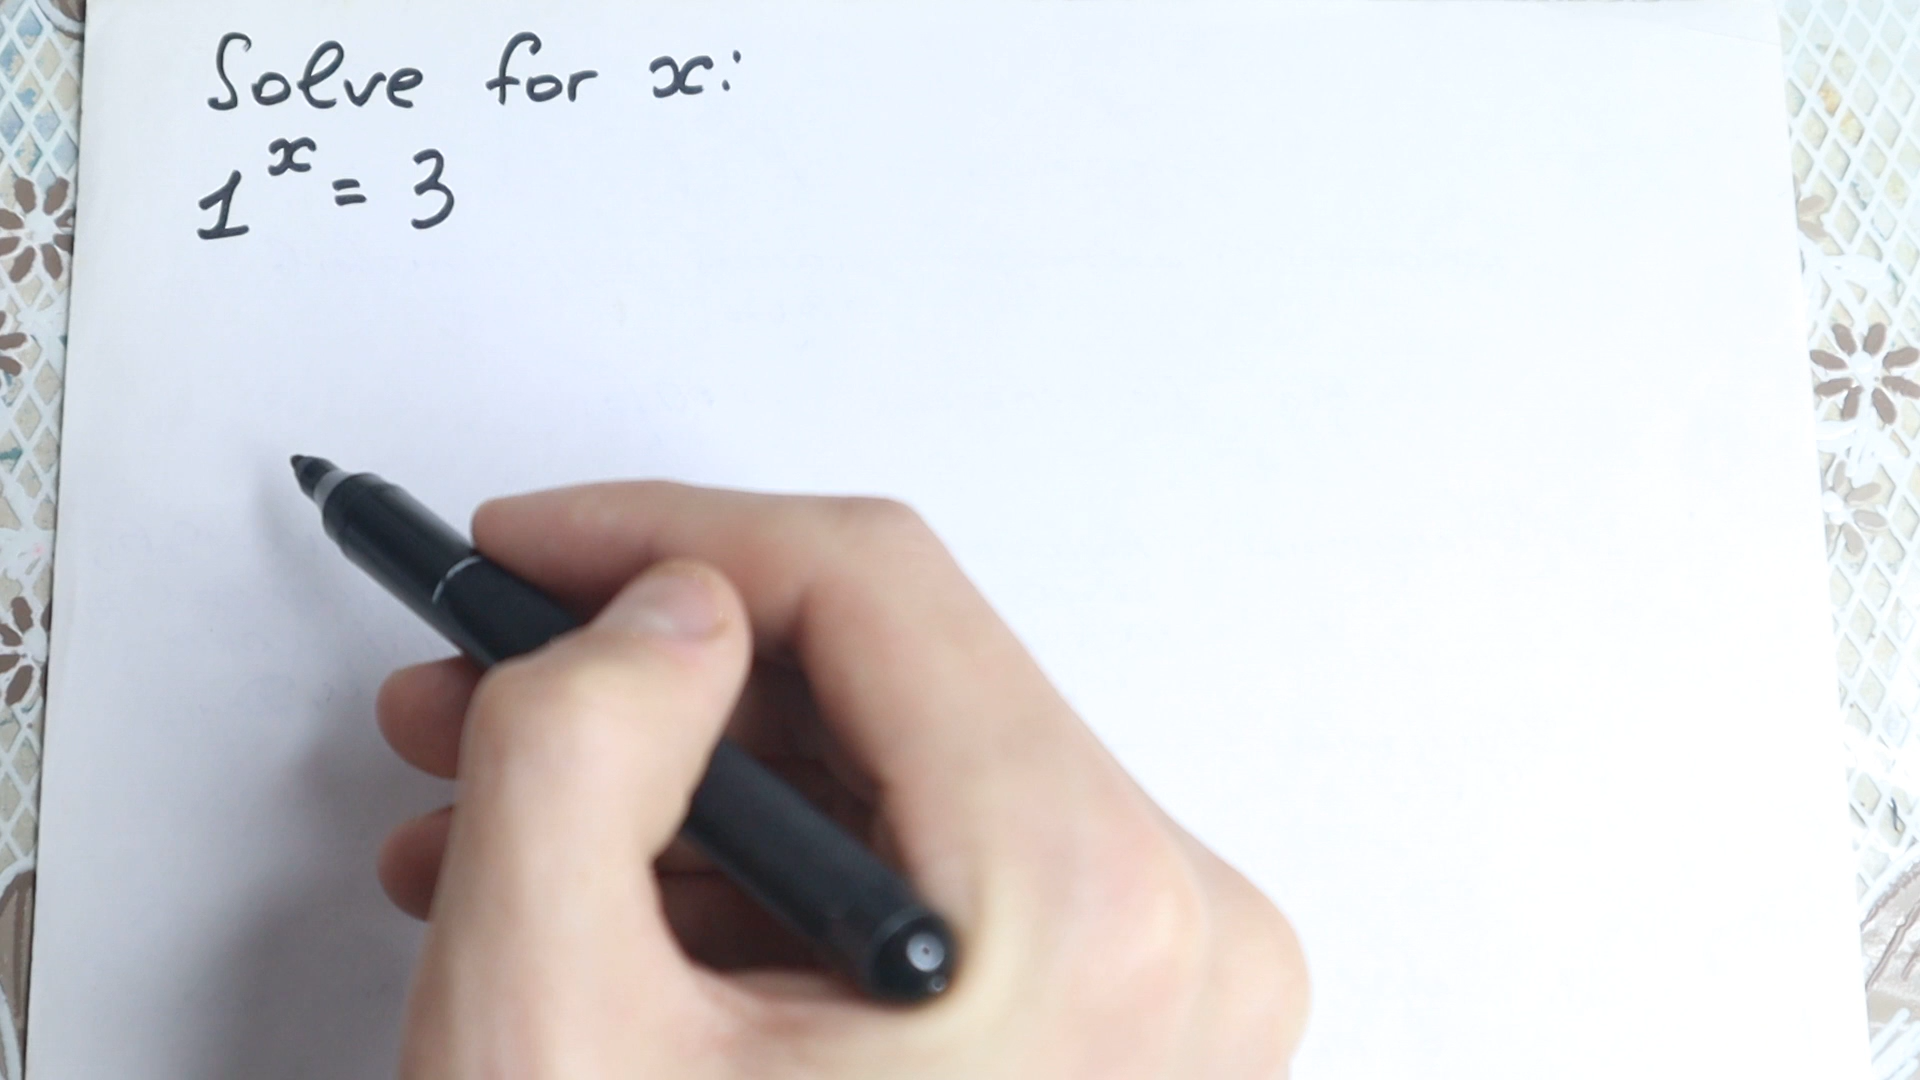 Solve for x:
1^x = 3